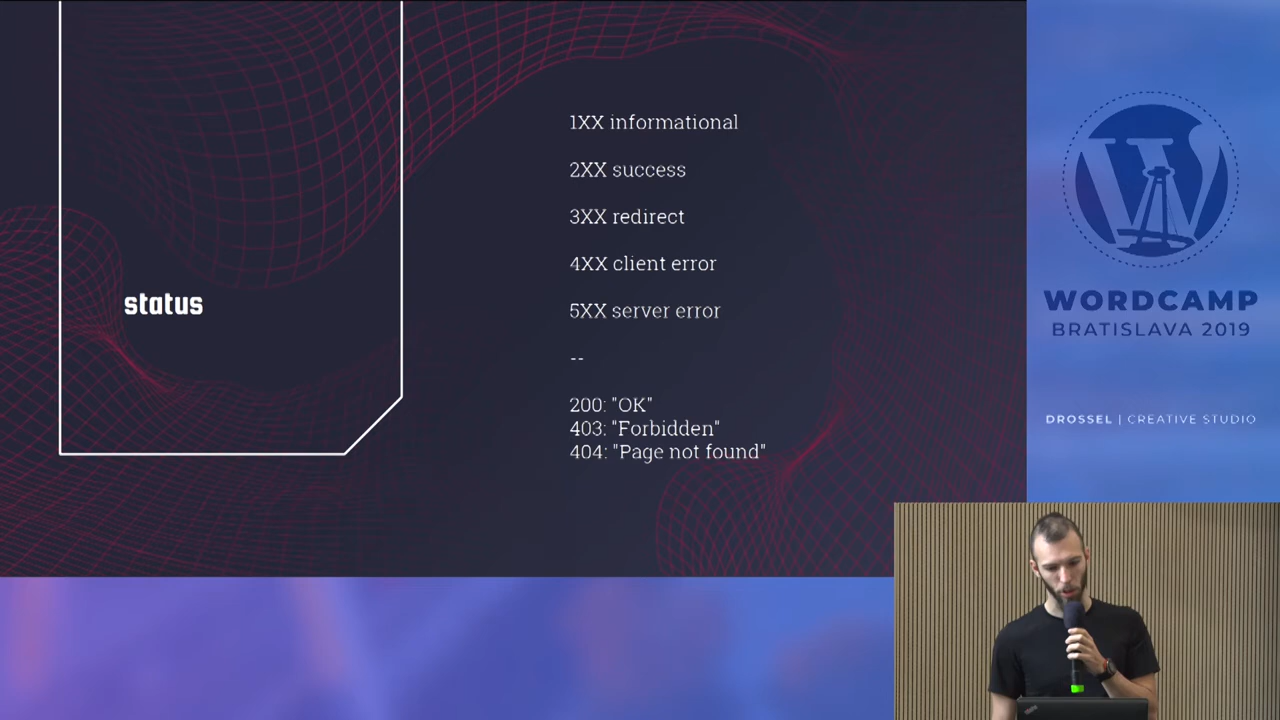 status
1XX informational
2XX success
3XX redirect
4XX client error
5XX server error
--
200: "OK"
403: "Forbidden"
404: "Page not found"
WORDCAMP
BRATISLAVA 2019
DROSSEL | CREATIVE STUDIO